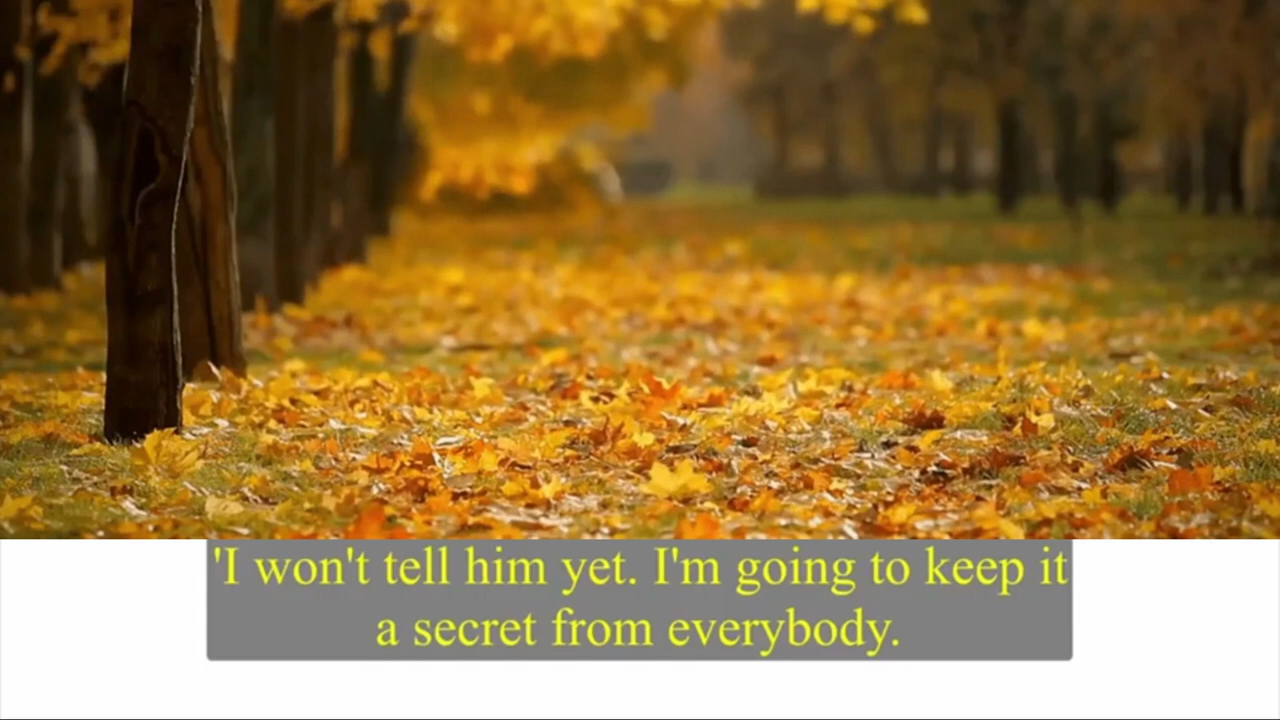 'I won't tell him yet. I'm going to keep it
a secret from everybody.